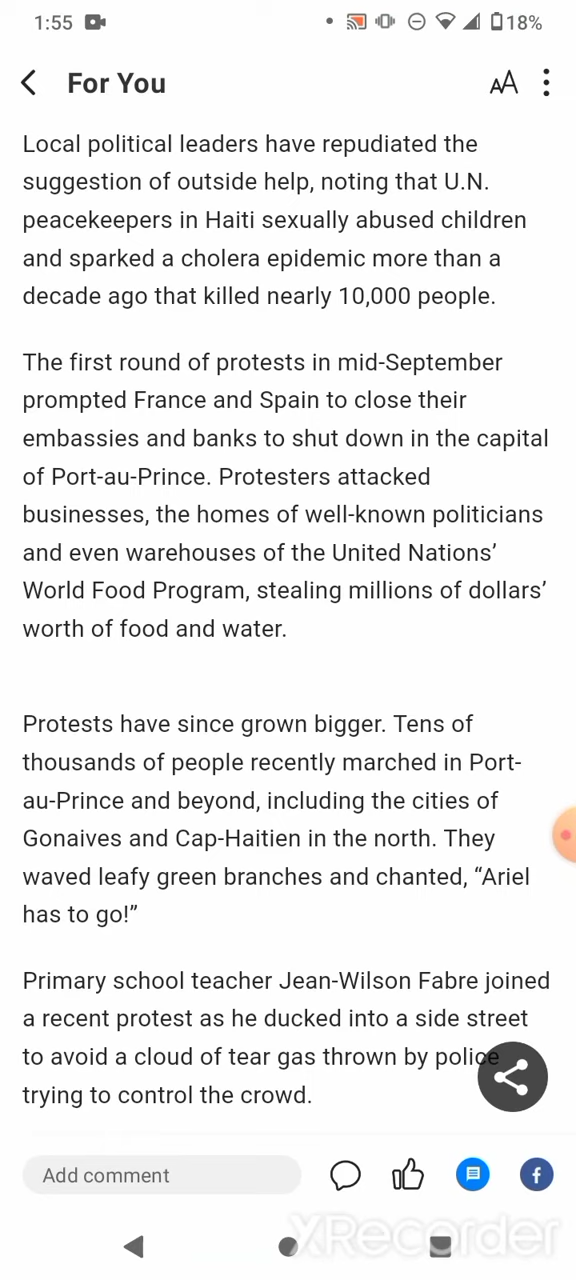 1:55
18%
For You
AA
Local political leaders have repudiated the
suggestion of outside help, noting that U.N.
peacekeepers in Haiti sexually abused children
and sparked a cholera epidemic more than a
decade ago that killed nearly 10,000 people.
The first round of protests in mid-September
prompted France and Spain to close their
embassies and banks to shut down in the capital
of Port-au-Prince. Protesters attacked
businesses, the homes of well-known politicians
and even warehouses of the United Nations’
World Food Program, stealing millions of dollars’
worth of food and water.
Protests have since grown bigger. Tens of
thousands of people recently marched in Port-
au-Prince and beyond, including the cities of
Gonaives and Cap-Haitien in the north. They
waved leafy green branches and chanted, “Ariel
has to go!”
Primary school teacher Jean-Wilson Fabre joined
a recent protest as he ducked into a side street
to avoid a cloud of tear gas thrown by police
trying to control the crowd.
Add comment
f
XRecorder